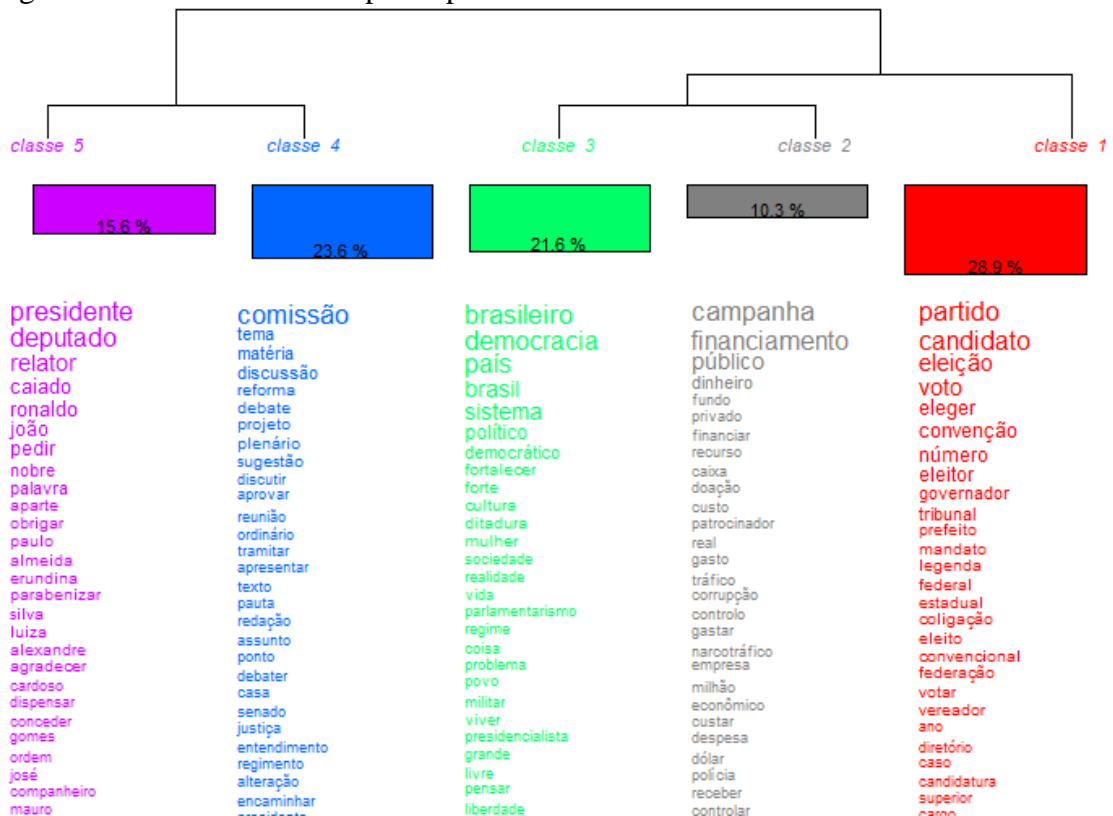 classe 5
classe 4
classe 3
classe 2
classe 1
15.6 %
23.6 %
21.6 %
10.3 %
28.9 %
presidente
deputado
relator
caiado
ronaldo
joão
pedir
nobre
palavra
aparte
obrigar
paulo
almeida
erundina
parabenizar
silva
luiza
alexandre
agradecer
cardoso
dispensar
conceder
gomes
ordem
josé
companheiro
mauro
comissão
tema
matéria
discussão
reforma
debate
projeto
plenário
sugestão
discutir
aprovar
reunião
ordinário
tramitar
apresentar
texto
pauta
redação
assunto
ponto
debater
casa
senado
justiça
entendimento
regimento
alteração
encaminhar
brasileiro
democracia
país
brasil
sistema
político
democrático
fortalecer
forte
cultura
ditadura
mulher
sociedade
realidade
vida
parlamentarismo
regime
coisa
problema
povo
militar
viver
presidencialista
grande
livre
pensar
liberdade
campanha
financiamento
público
dinheiro
fundo
privado
financiar
recurso
caixa
doação
custo
patrocinador
real
gasto
tráfico
corrupção
controlo
gastar
narcotráfico
empresa
milhão
econômico
custar
despesa
dólar
polícia
receber
controlar
partido
candidato
eleição
voto
eleger
convenção
número
eleitor
governador
tribunal
prefeito
mandato
legenda
federal
estadual
coligação
eleito
convencional
federação
votar
vereador
ano
diretório
caso
candidatura
superior
cargo